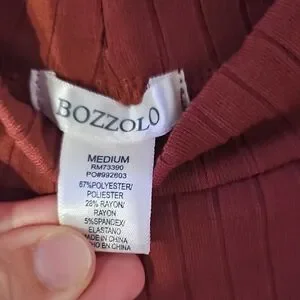 BOZZOLO
MEDIUM
RM73390
PO#992603
67%POLYESTER/
POLIESTER
28% RAYON/
RAYON
5%SPANDEX/
ELASTANO
MADE IN CHINA
HO EN CHINA